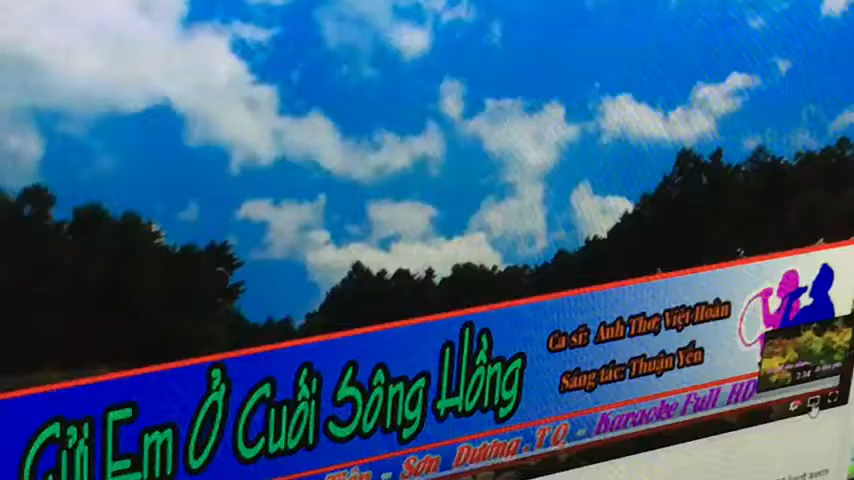 Gửi Em Ở Cuối Sông Hồng
Ca sĩ: Anh Thơ, Việt Hoàn
Sáng tác: Thuận Yến
- Sơn Dương.TQ - Karaoke Full HD